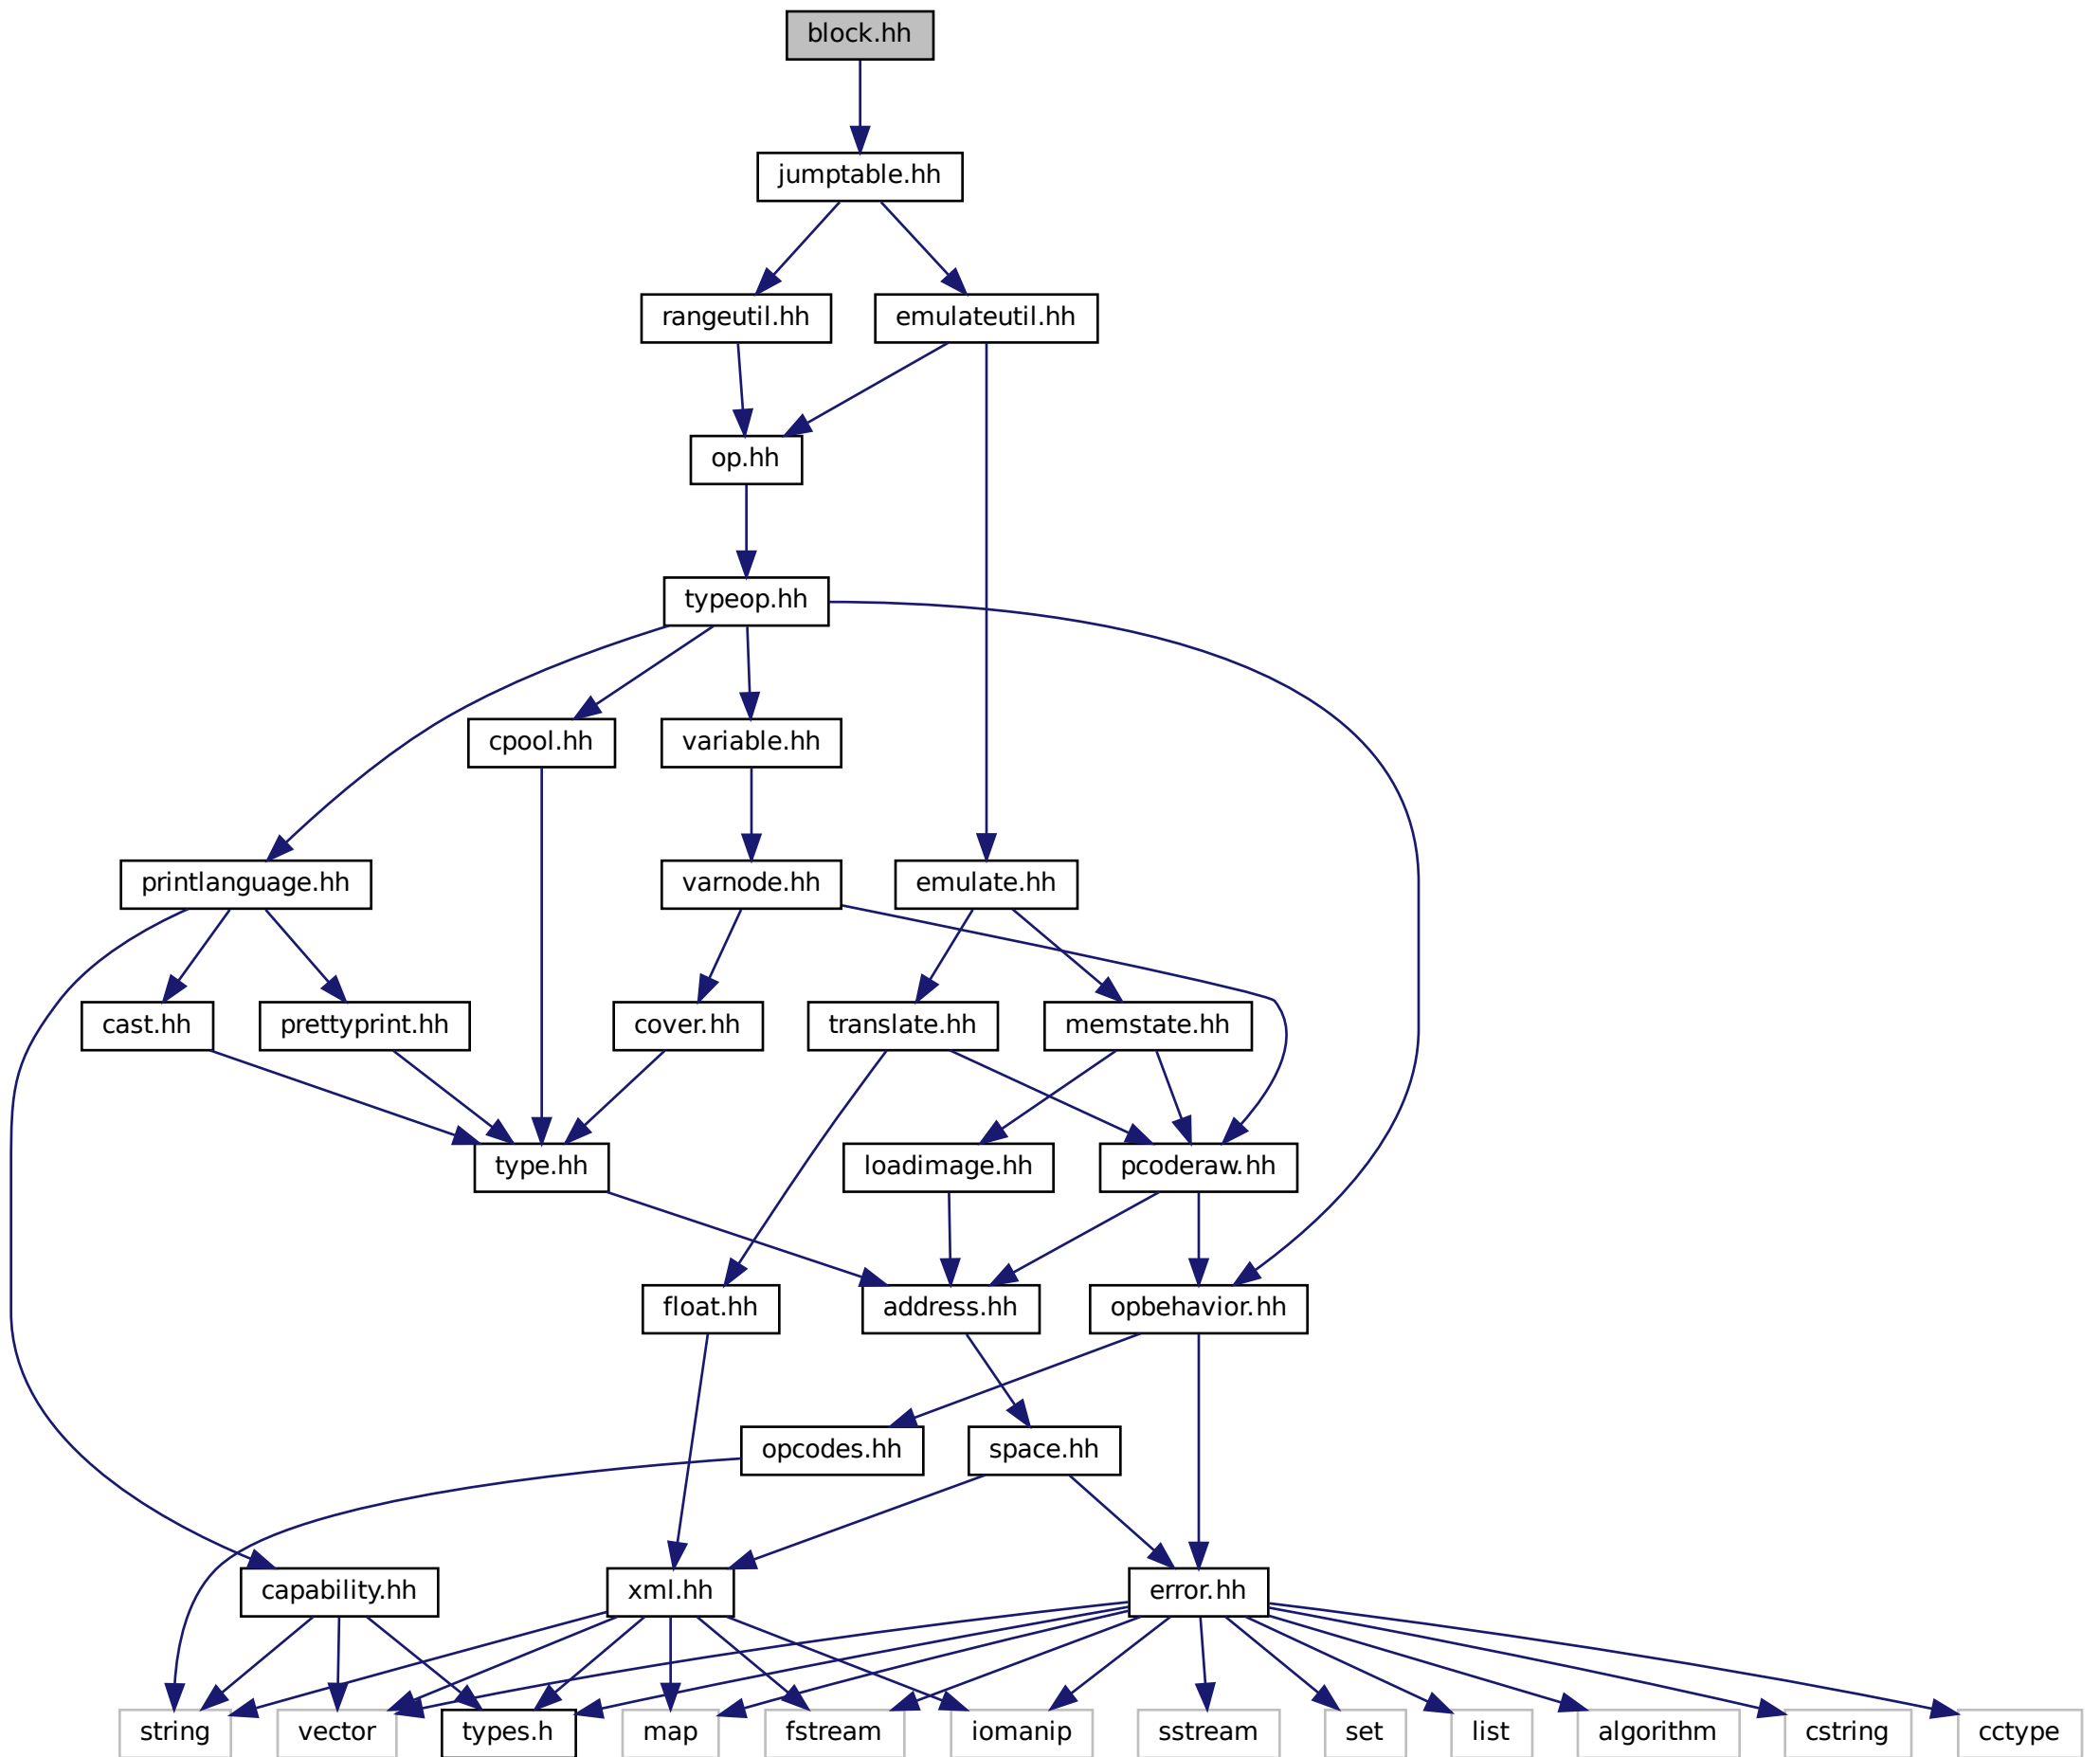 block.hh
jumptable.hh
rangeutil.hh
emulateutil.hh
op.hh
typeop.hh
cpool.hh
variable.hh
printlanguage.hh
varnode.hh
emulate.hh
cast.hh
prettyprint.hh
cover.hh
translate.hh
memstate.hh
type.hh
loadimage.hh
pcoderaw.hh
float.hh
address.hh
opbehavior.hh
opcodes.hh
space.hh
capability.hh
xml.hh
error.hh
string
vector
types.h
map
fstream
iomanip
sstream
set
list
algorithm
cstring
cctype